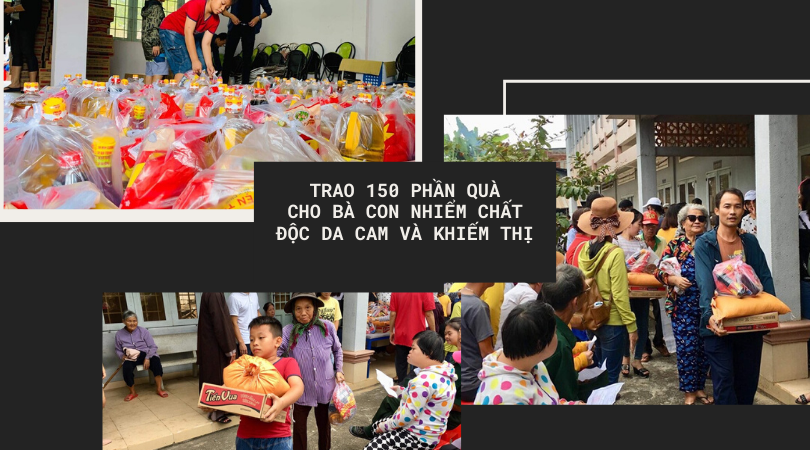 TRAO 150 PHẦN QUÀ
CHO BÀ CON NHIỄM CHẤT
ĐỘC DA CAM VÀ KHIẾM THỊ
Tiến Vua